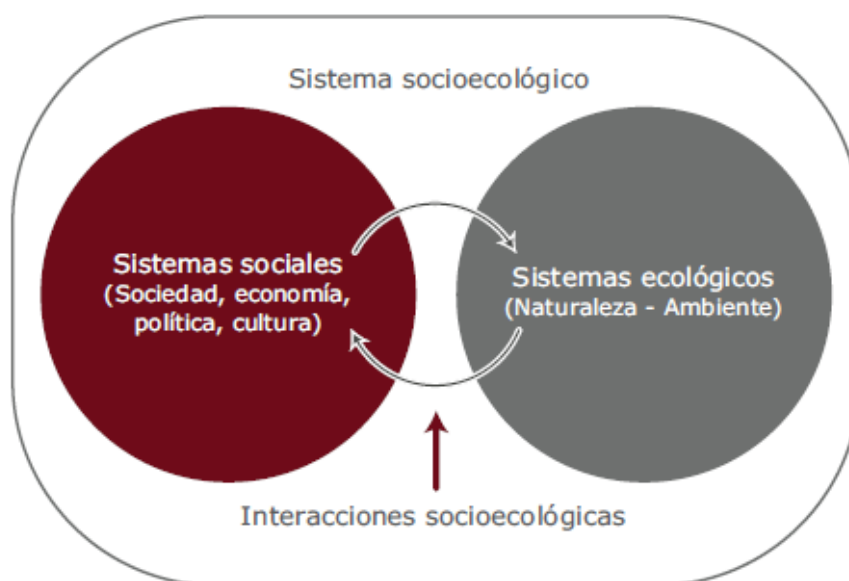 Sistema socioecológico
Sistemas sociales
(Sociedad, economía,
política, cultura)
Sistemas ecológicos
(Naturaleza - Ambiente)
Interacciones socioecológicas